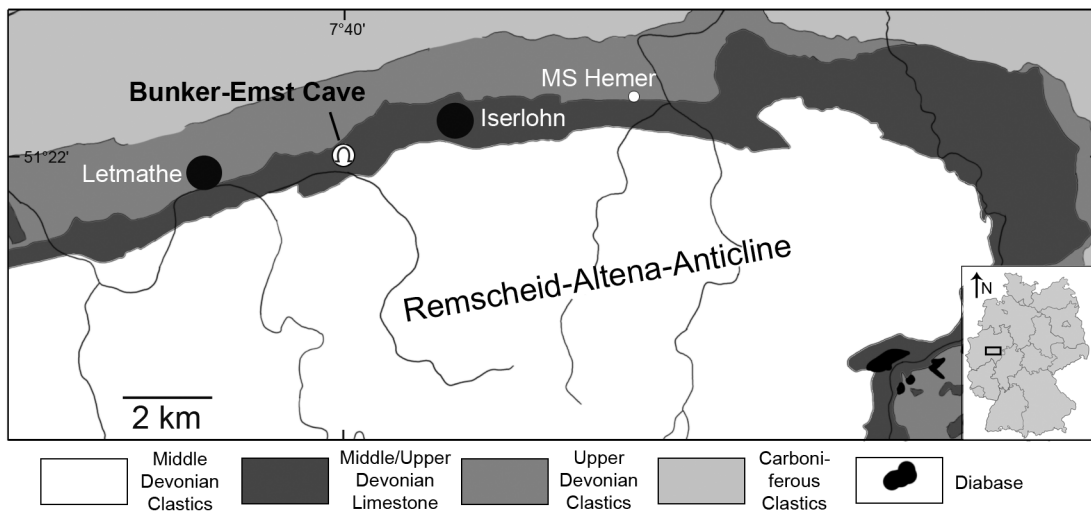 7°40'
MS Hemer
Bunker-Emst Cave
Iserlohn
51°22'
Letmathe
Remscheid-Altena-Anticline
N
2 km
Middle
Devonian
Clastics
Middle/Upper
Devonian
Limestone
Upper
Devonian
Clastics
Carboni-
ferous
Clastics
Diabase